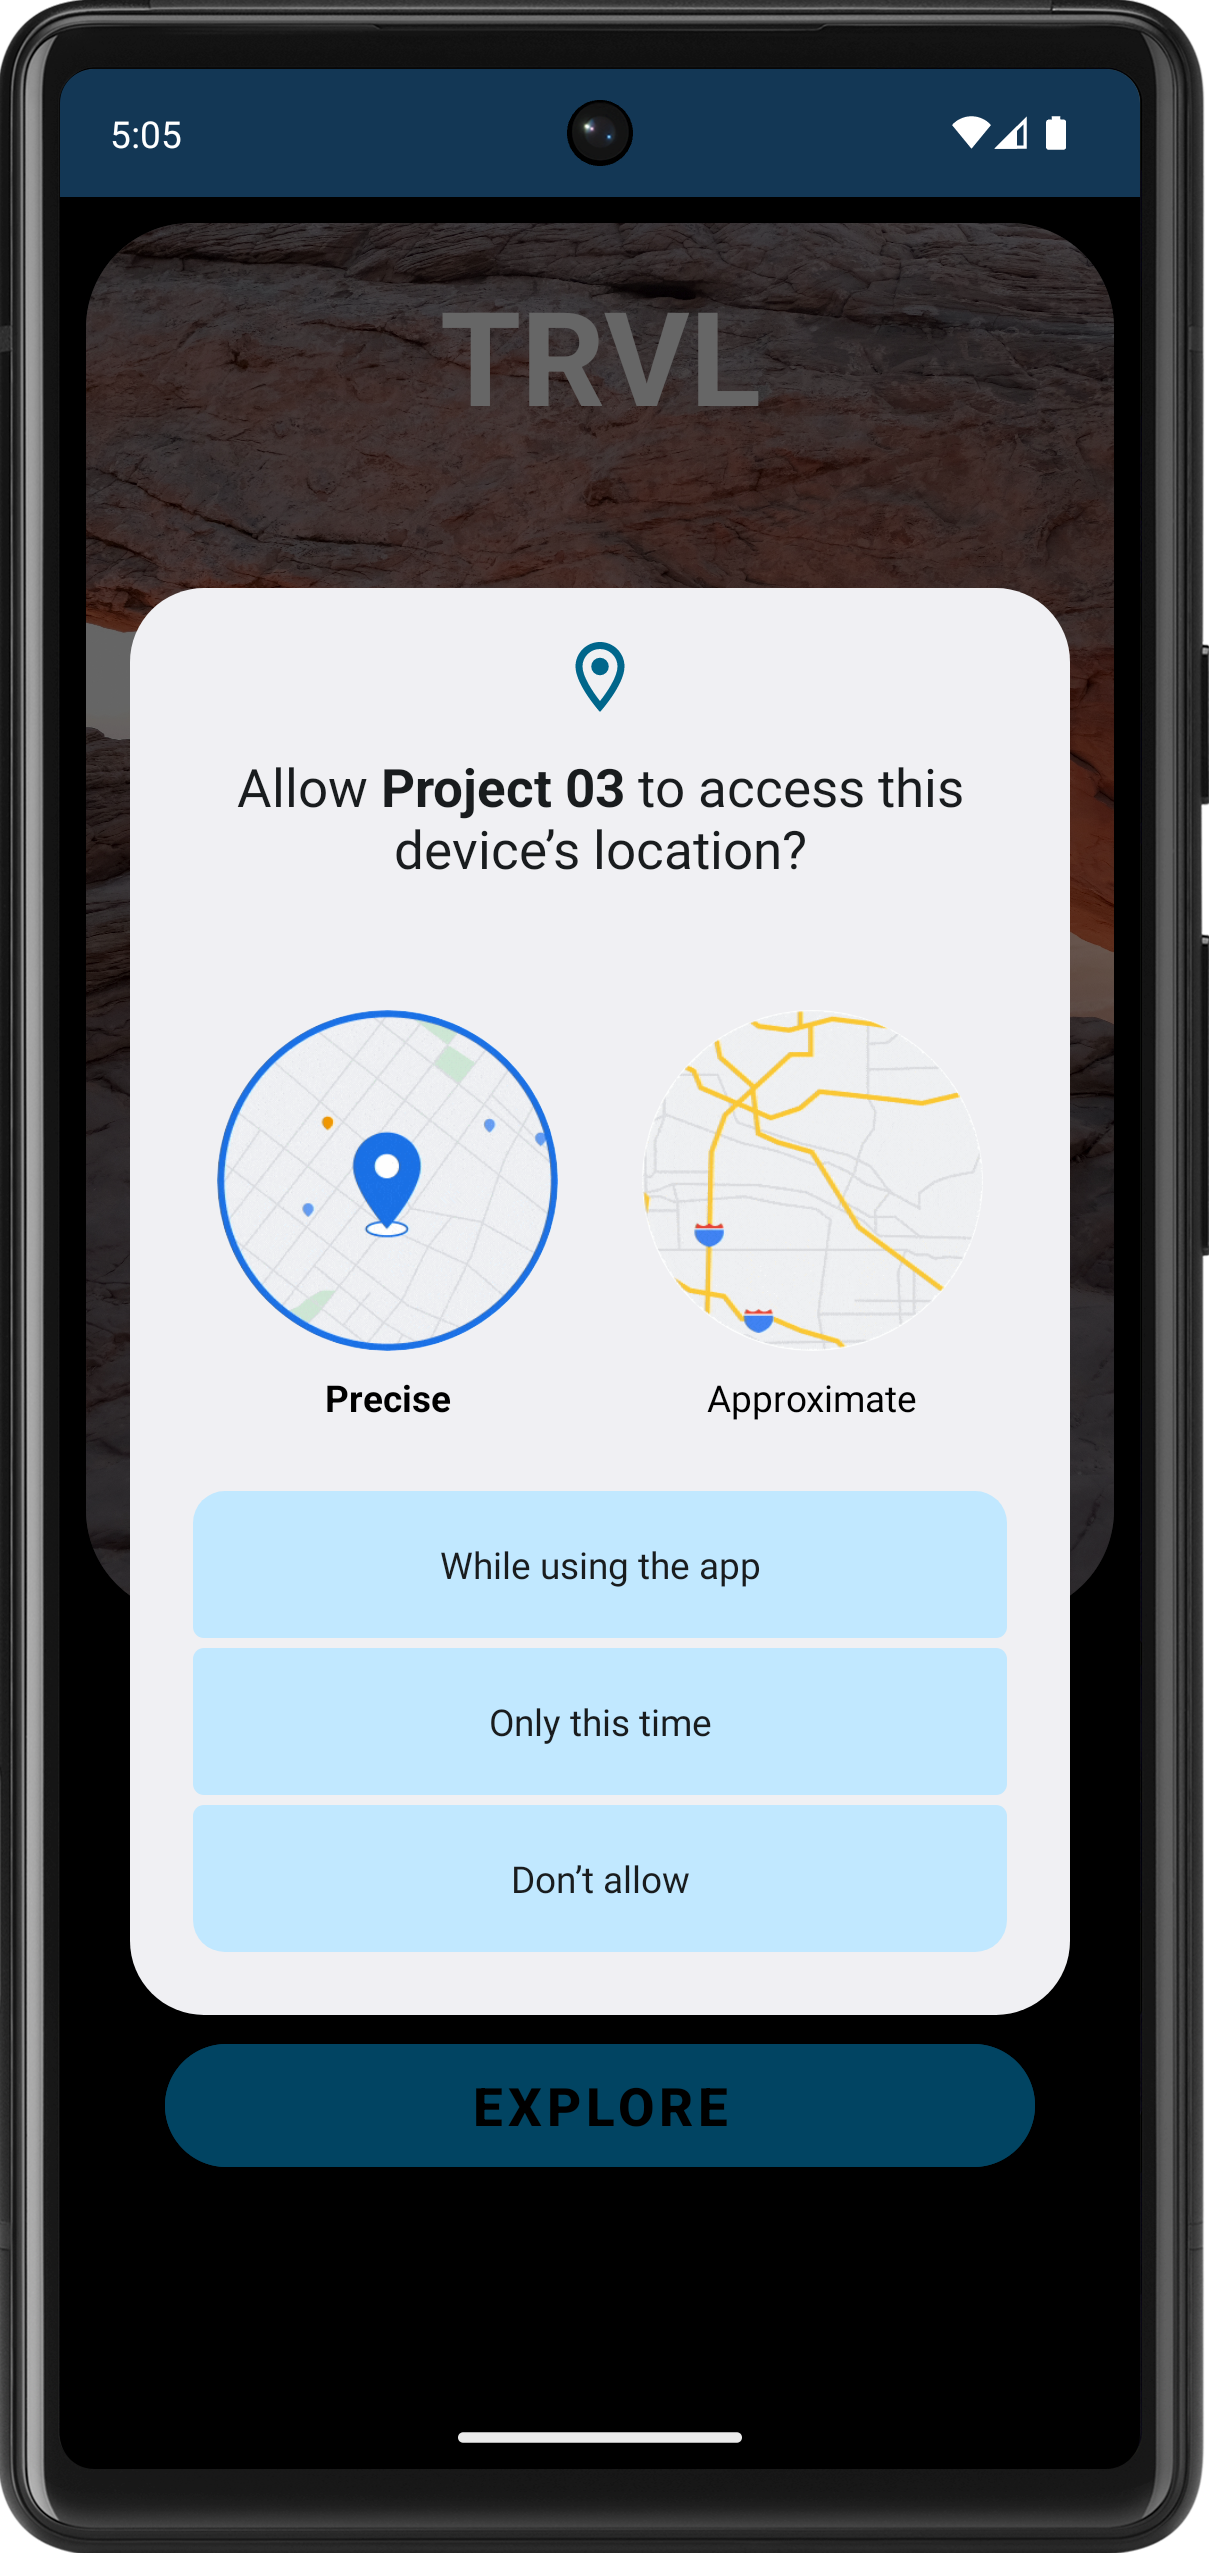 5:05
TRVL
Allow Project 03 to access this
device’s location?
Precise
Approximate
While using the app
Only this time
Don’t allow
EXPLORE